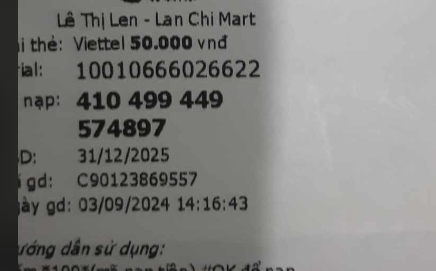 Lê Thị Len - Lan Chi Mart
i thẻ: Viettel 50.000 vnđ
ial: 10010666026622
nạp: 410 499 449
574897
D: 31/12/2025
gd: C90123869557
ày gd: 03/09/2024 14:16:43
ướng dẫn sử dụng: